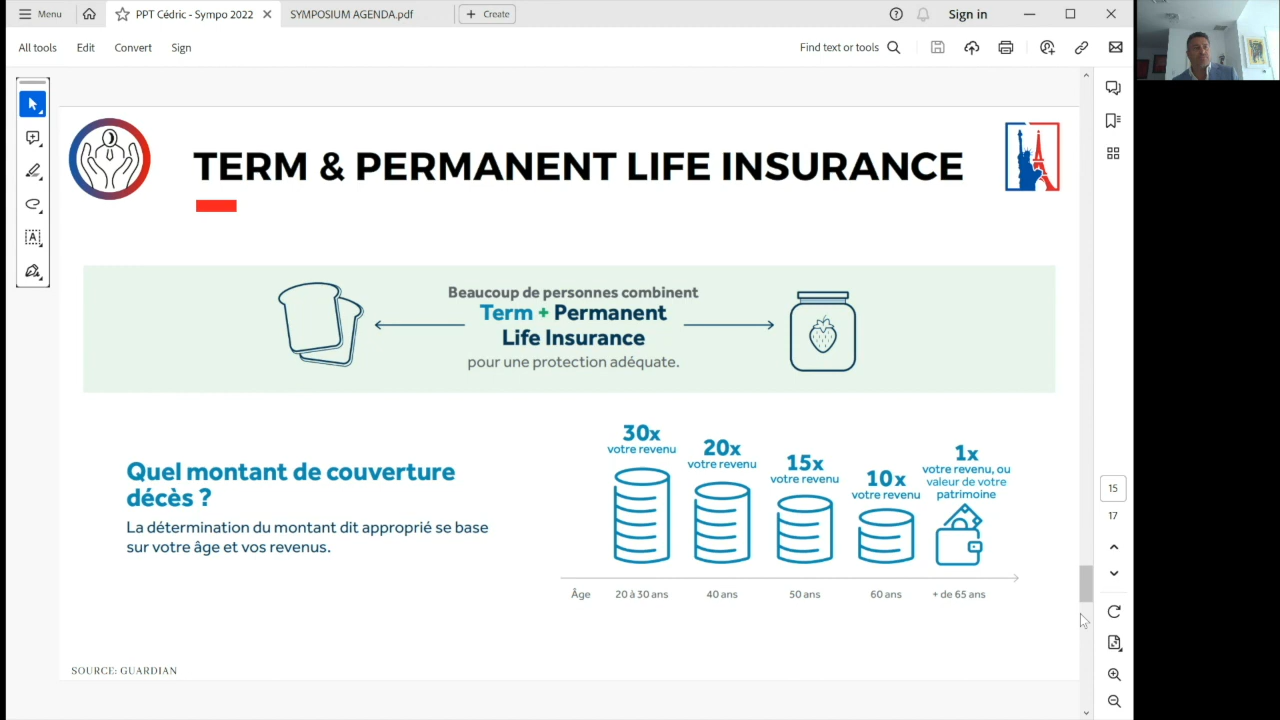 Menu
PPT Cédric - Sympo 2022
SYMPOSIUM AGENDA.pdf
Create
Sign in
All tools
Edit
Convert
Sign
Find text or tools
TERM & PERMANENT LIFE INSURANCE
Beaucoup de personnes combinent
Term + Permanent
Life Insurance
pour une protection adéquate.
Quel montant de couverture
décès ?
La détermination du montant dit approprié se base
sur votre âge et vos revenus.
30x
votre revenu
20x
votre revenu
15x
votre revenu
10x
votre revenu
1x
votre revenu, ou
valeur de votre
patrimoine
Âge
20 à 30 ans
40 ans
50 ans
60 ans
+ de 65 ans
SOURCE: GUARDIAN
15
17